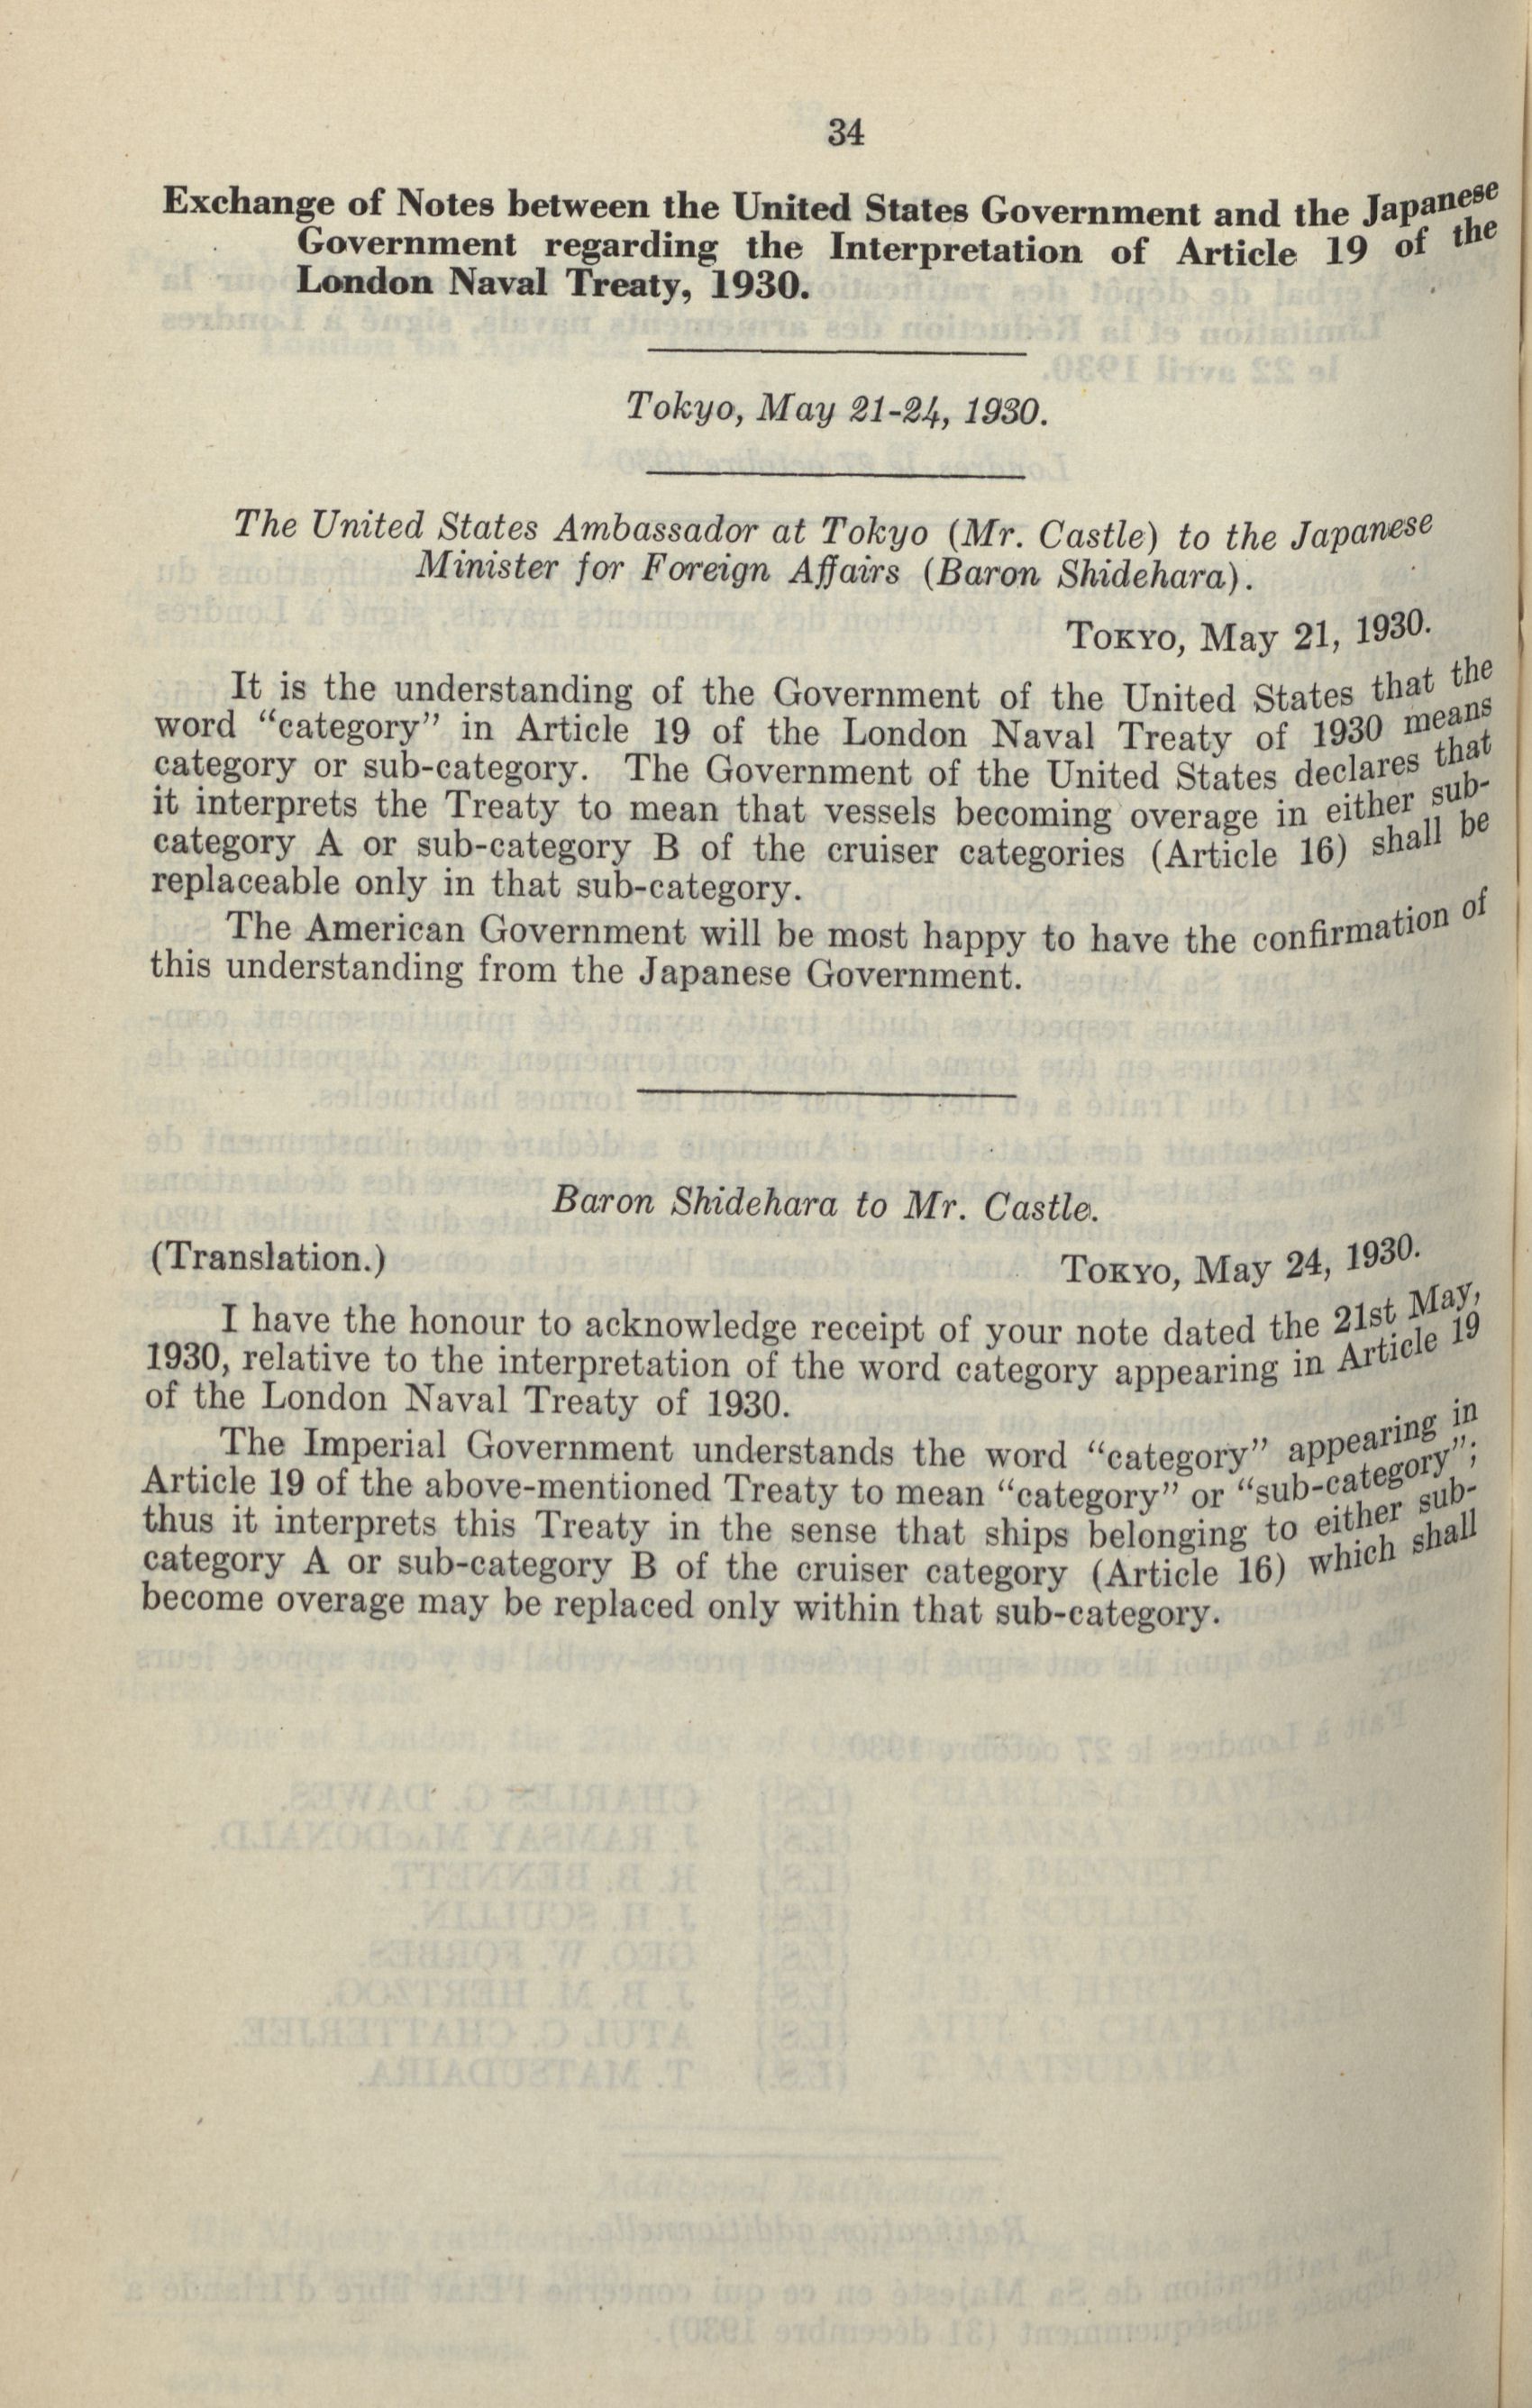 34
Exchange of Notes between the United States Government and the Japanese
Government regarding the Interpretation of Article 19 of the
London Naval Treaty, 1930.
Tokyo, May 21-24, 1930.
The United States Ambassador at Tokyo (Mr. Castle) to the Japanese
Minister for Foreign Affairs (Baron Shidehara).
TOKYO, May 21, 1930.
It is the understanding of the Government of the United States that the
word “category” in Article 19 of the London Naval Treaty of 1930 means
category or sub-category. The Government of the United States declares that
it interprets the Treaty to mean that vessels becoming overage in either sub-
category A or sub-category B of the cruiser categories (Article 16) shall be
replaceable only in that sub-category.
The American Government will be most happy to have the confirmation of
this understanding from the Japanese Government.
Baron Shidehara to Mr. Castle.
(Translation.) TOKYO, May 24, 1930.
I have the honour to acknowledge receipt of your note dated the 21st May,
1930, relative to the interpretation of the word category appearing in Article 19
of the London Naval Treaty of 1930.
The Imperial Government understands the word “category” appearing in
Article 19 of the above-mentioned Treaty to mean “category” or “sub-category”;
thus it interprets this Treaty in the sense that ships belonging to either sub-
category A or sub-category B of the cruiser category (Article 16) which shall
become overage may be replaced only within that sub-category.